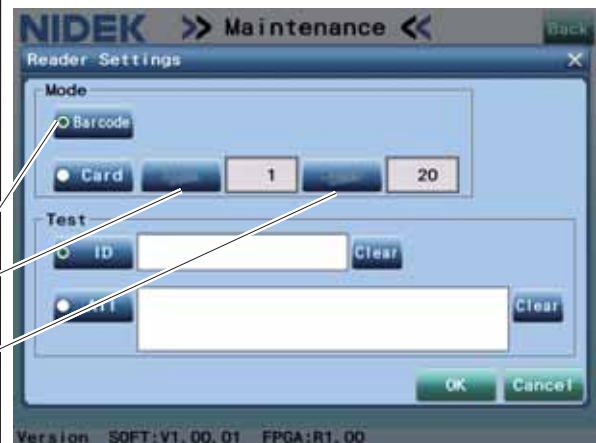 NIDEK >> Maintenance << Back
Reader Settings ×
Mode
Barcode
Card 1 20
Test
ID Clear
All Clear
OK Cancel
Version SOFT:V1.00.01 FPGA:R1.00